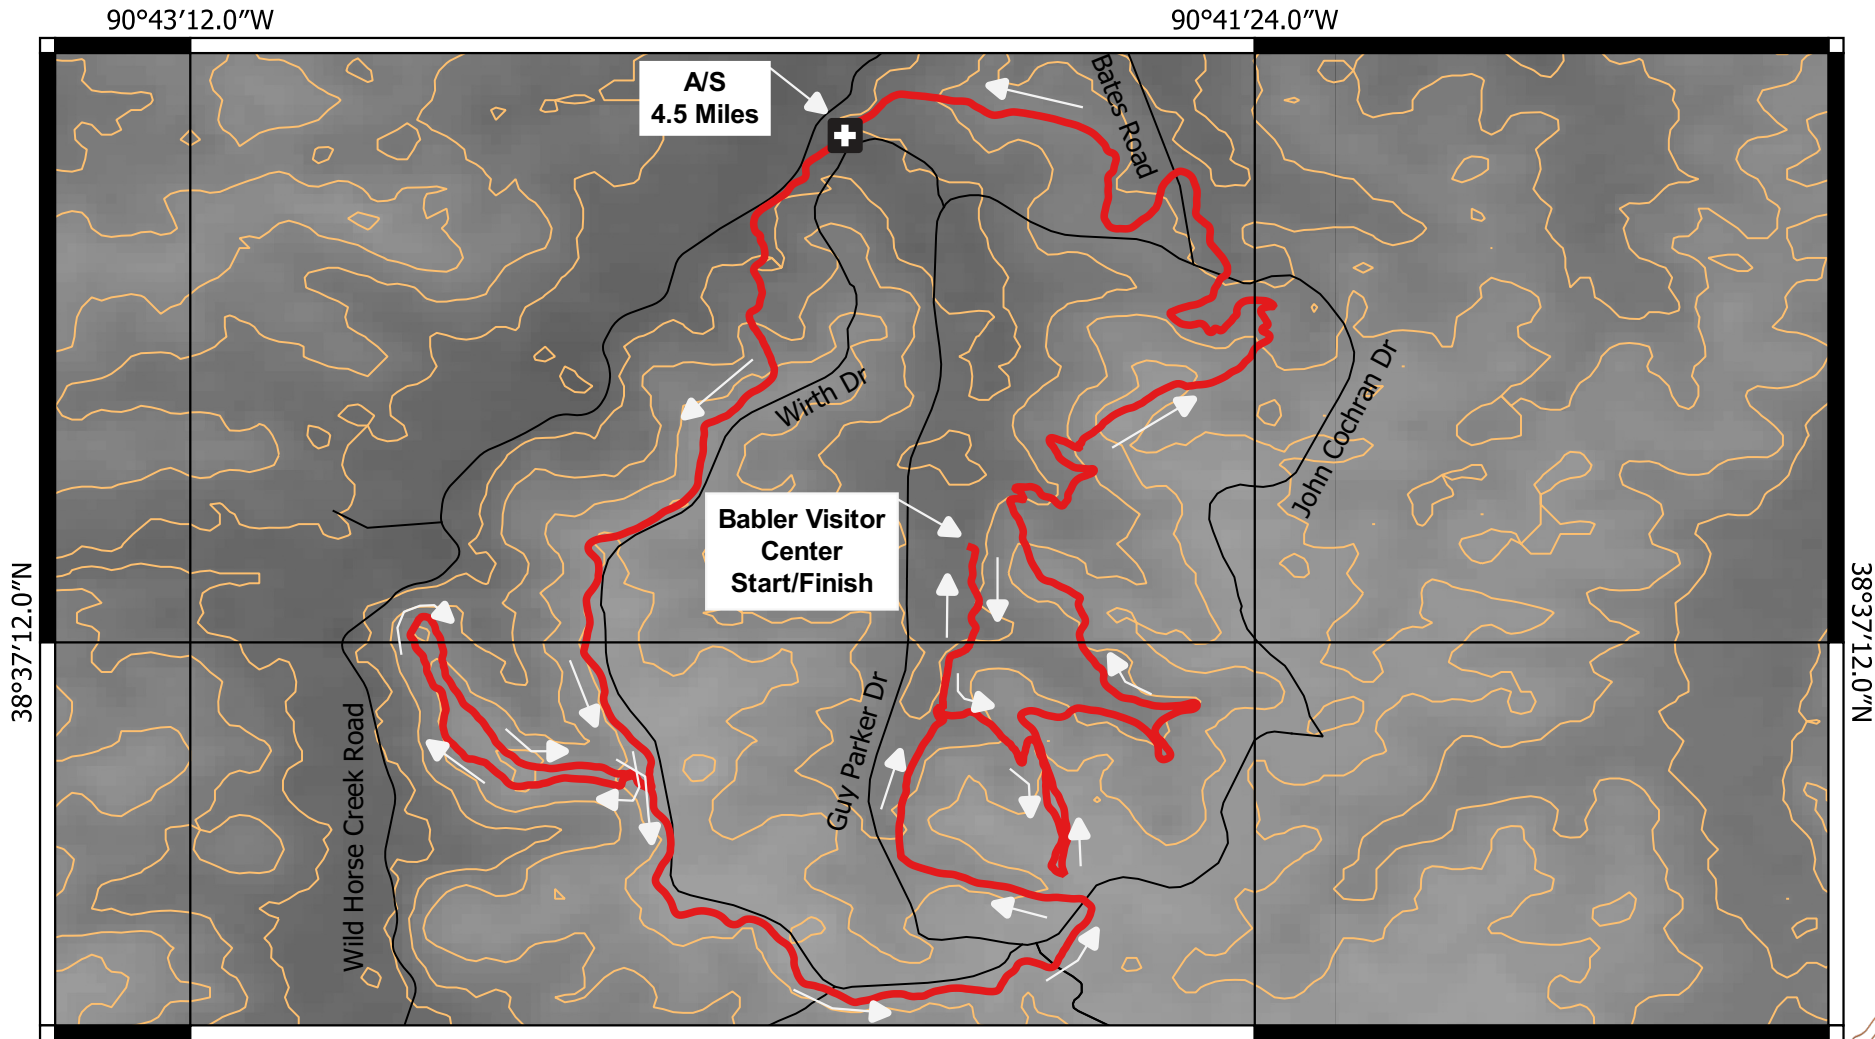 90°43'12.0"W
90°41'24.0"W
A/S
4.5 Miles
Bates Road
Wirth Dr
John Cochran Dr
Babler Visitor
Center
Start/Finish
38°37'12.0"N
38°37'12.0"N
Guy Parker Dr
Wild Horse Creek Road